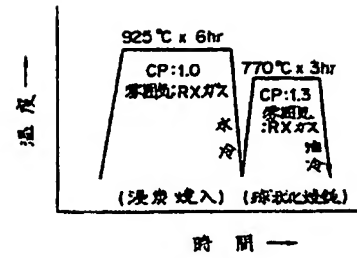 925℃ x 6hr
CP:1.0
雰囲気:RXガス
水
冷
(浸炭焼入)
770℃ x 3hr
CP:1.3
雰囲気
:RXガス
油
冷
(球状化焼鈍)
温度
時間